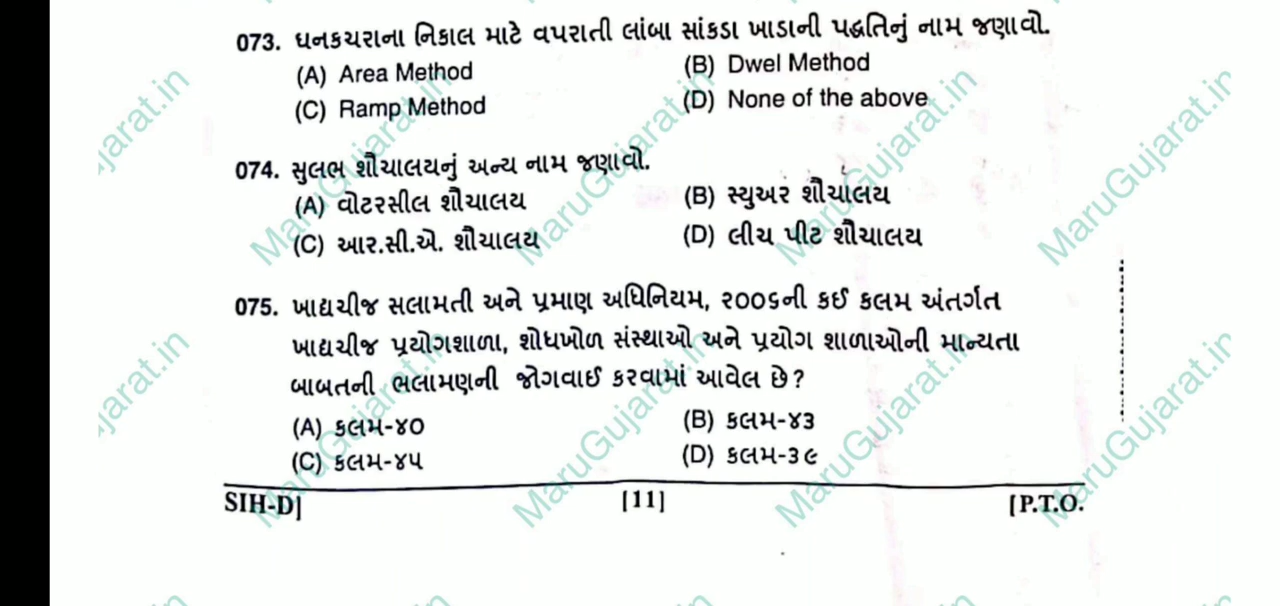 073. ઘનકચરાના નિકાલ માટે વપરાતી લાંબા સાંકડા ખાડાની પદ્ધતિનું નામ જણાવો.
(A) Area Method (B) Dwel Method
(C) Ramp Method (D) None of the above
074. સુલભ શૌચાલયનું અન્ય નામ જણાવો.
(A) વોટરસીલ શૌચાલય (B) સ્યુઅર શૌચાલય
(C) આર.સી.એ. શૌચાલય (D) લીચ પીટ શૌચાલય
075. ખાદ્યચીજ સલામતી અને પ્રમાણ અધિનિયમ, ૨૦૦૬ની કઈ કલમ અંતર્ગત
ખાદ્યચીજ પ્રયોગશાળા, શોધખોળ સંસ્થાઓ અને પ્રયોગ શાળાઓની માન્યતા
બાબતની ભલામણની જોગવાઈ કરવામાં આવેલ છે?
(A) કલમ-૪૦ (B) કલમ-૪૩
(C) કલમ-૪૫ (D) કલમ-૩૯
SIH-D] [11] [P.T.O.
MaruGujarat.in